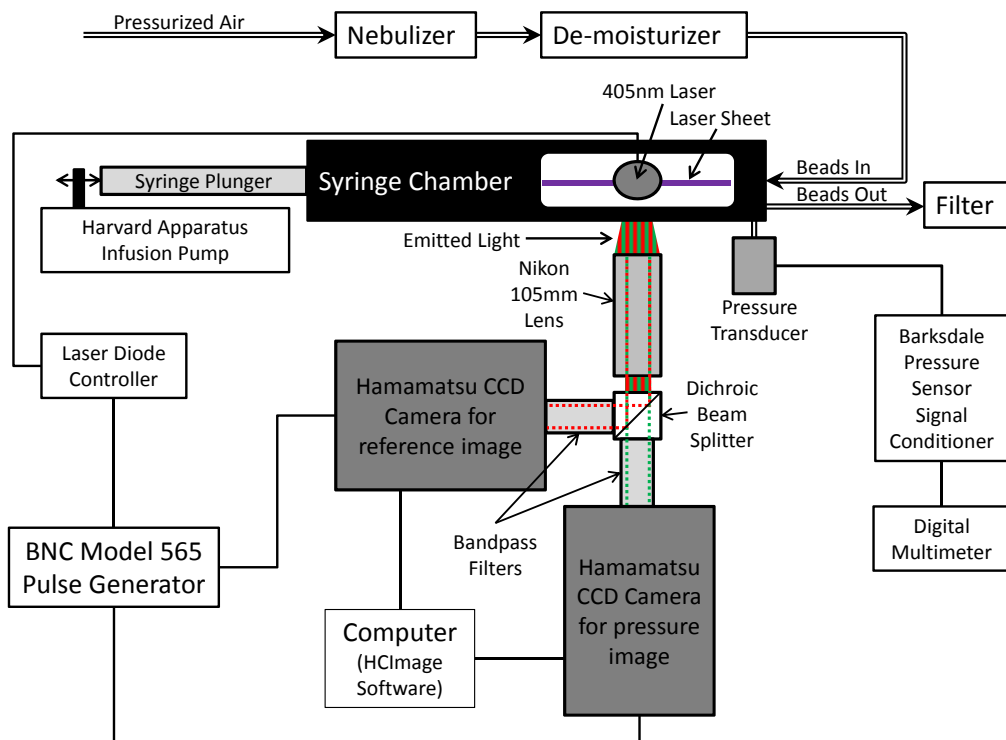 Pressurized Air
Nebulizer
De-moisturizer
405nm Laser
Laser Sheet
Syringe Plunger
Syringe Chamber
Beads In
Beads Out
Filter
Harvard Apparatus
Infusion Pump
Emitted Light
Nikon
105mm
Lens
Pressure
Transducer
Laser Diode
Controller
Hamamatsu CCD
Camera for
reference image
Dichroic
Beam
Splitter
Barksdale
Pressure
Sensor
Signal
Conditioner
BNC Model 565
Pulse Generator
Bandpass
Filters
Hamamatsu
CCD Camera
for pressure
image
Digital
Multimeter
Computer
(HCImage
Software)